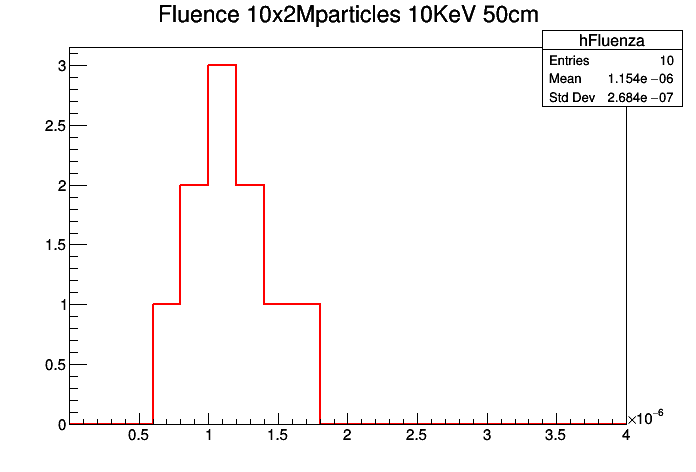 Fluence 10x2Mparticles 10KeV 50cm
hFluenza
Entries 10
Mean 1.154e−06
Std Dev 2.684e−07
3
2.5
2
1.5
1
0.5
0
0.5 1 1.5 2 2.5 3 3.5 4
×10⁻⁶